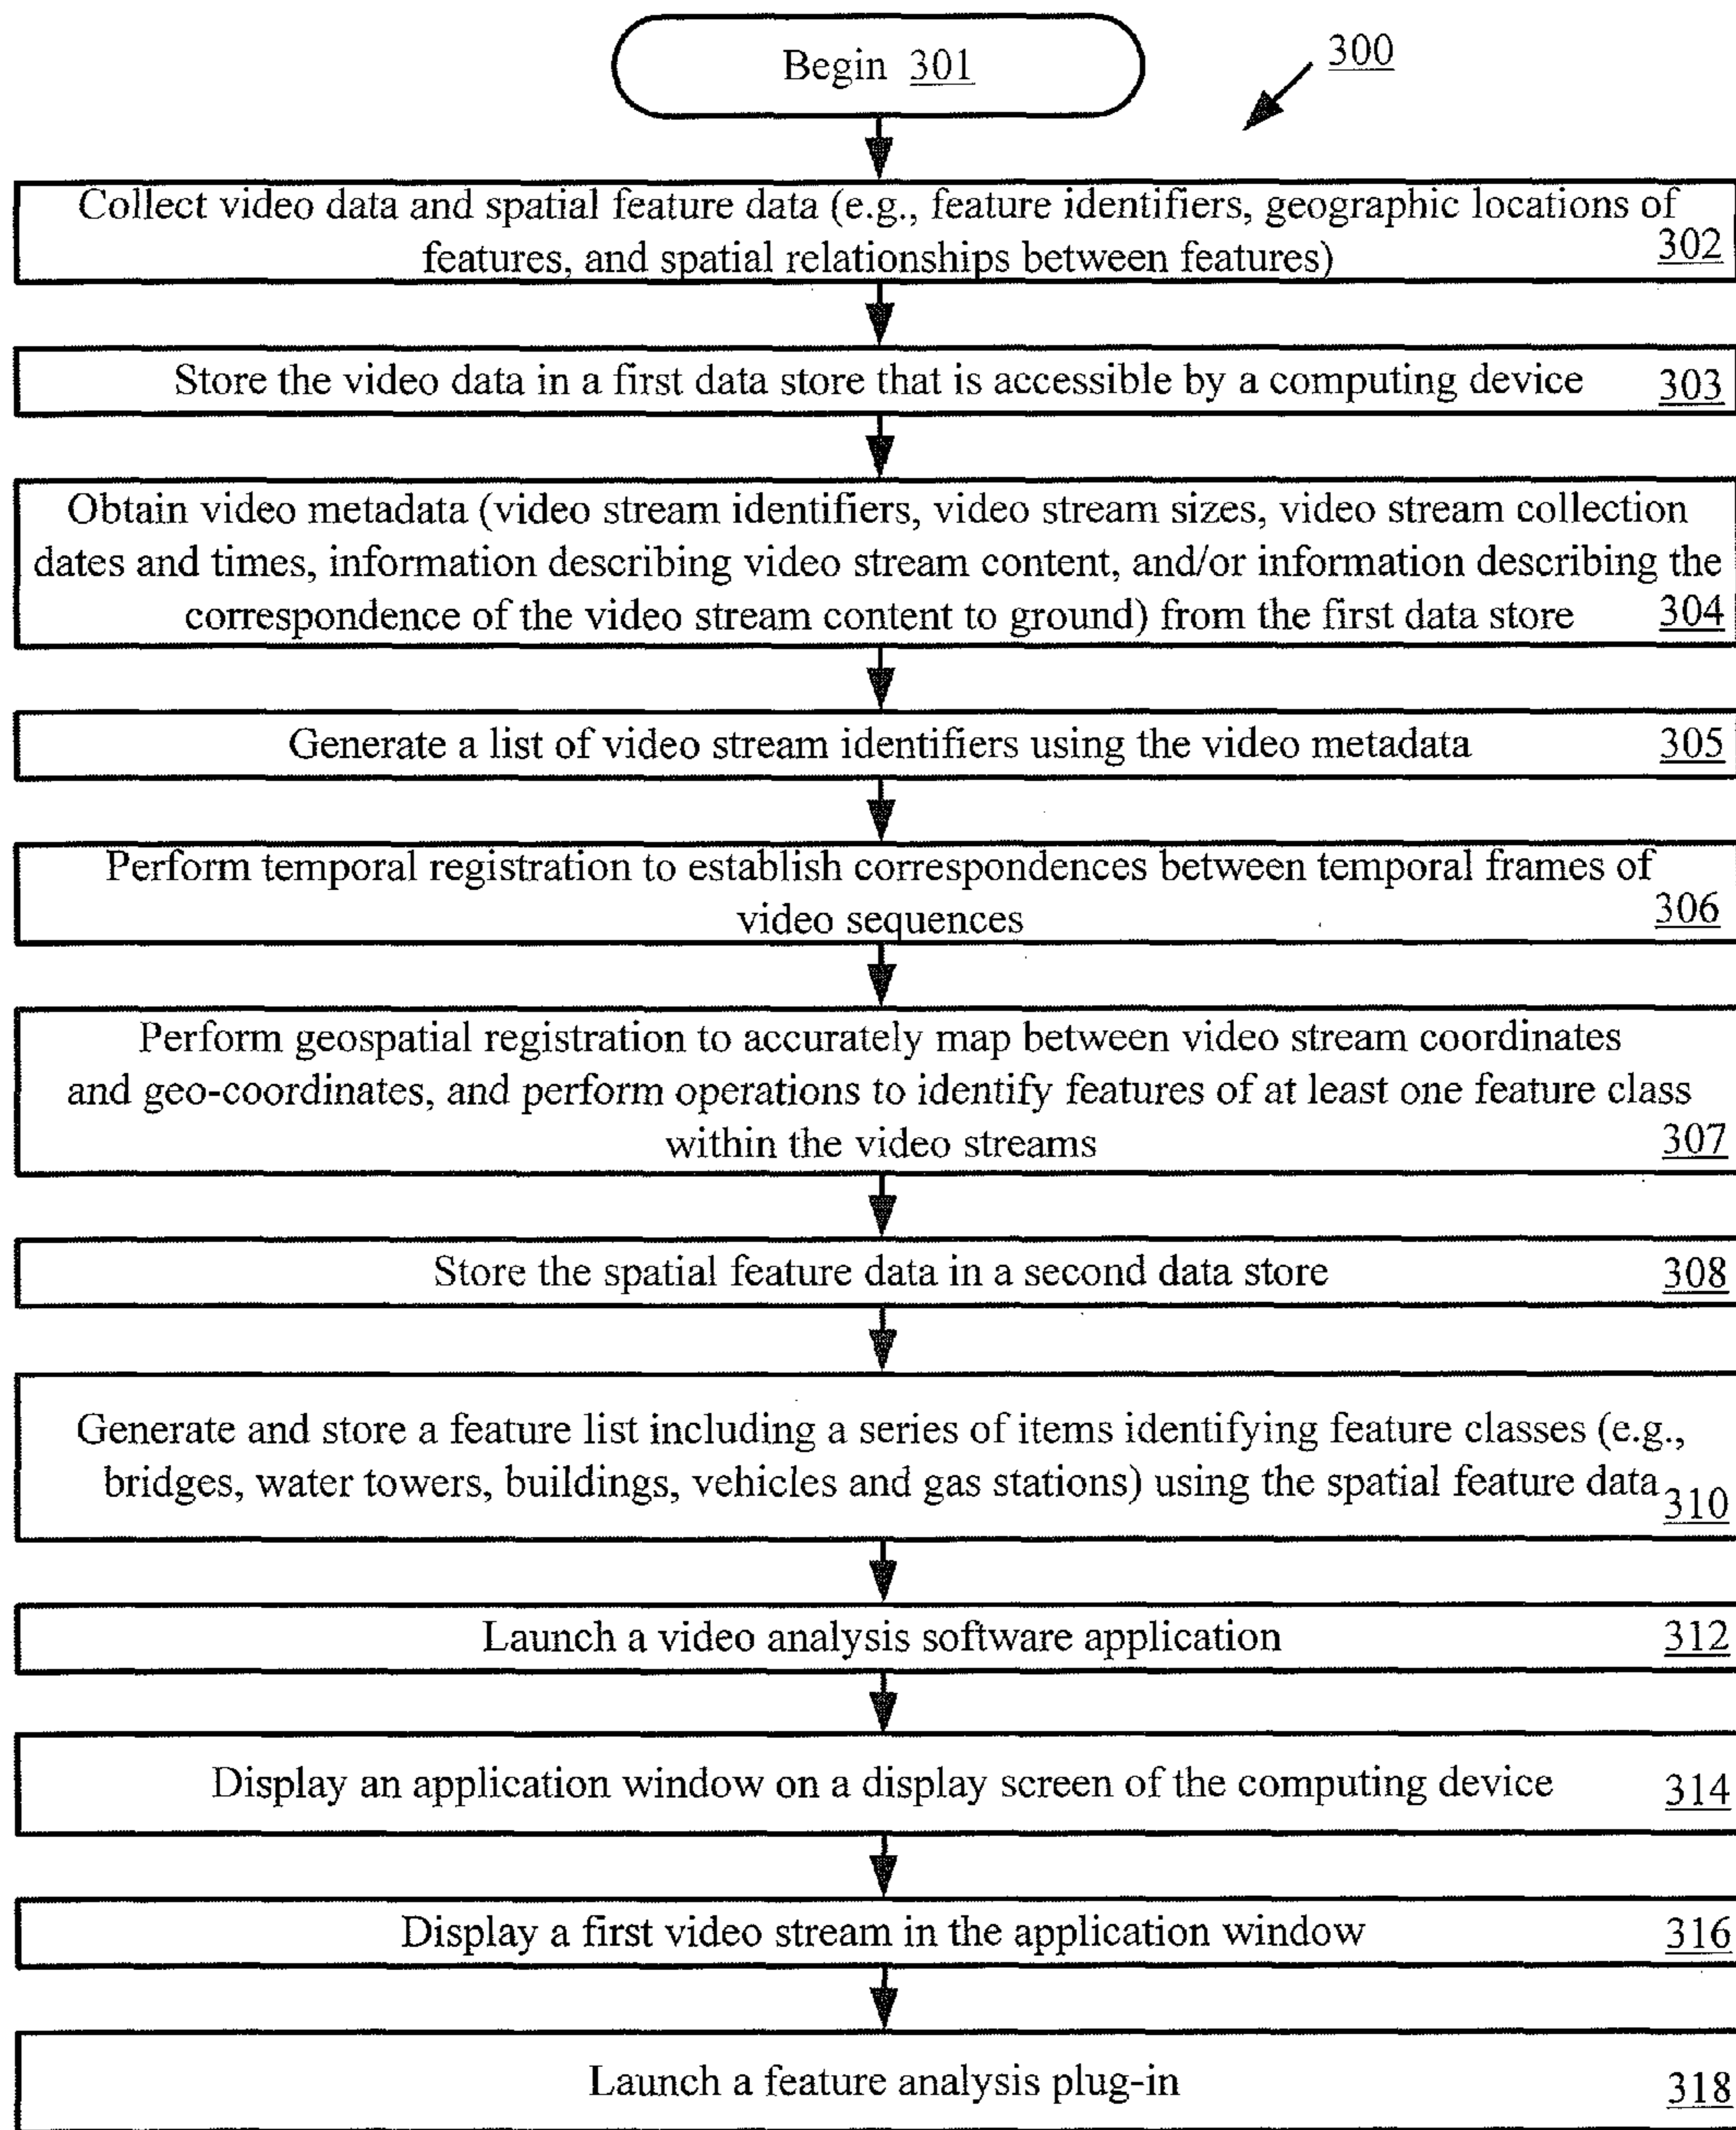 Begin 301
300
Collect video data and spatial feature data (e.g., feature identifiers, geographic locations of
features, and spatial relationships between features) 302
Store the video data in a first data store that is accessible by a computing device 303
Obtain video metadata (video stream identifiers, video stream sizes, video stream collection
dates and times, information describing video stream content, and/or information describing the
correspondence of the video stream content to ground) from the first data store 304
Generate a list of video stream identifiers using the video metadata 305
Perform temporal registration to establish correspondences between temporal frames of
video sequences 306
Perform geospatial registration to accurately map between video stream coordinates
and geo-coordinates, and perform operations to identify features of at least one feature class
within the video streams 307
Store the spatial feature data in a second data store 308
Generate and store a feature list including a series of items identifying feature classes (e.g.,
bridges, water towers, buildings, vehicles and gas stations) using the spatial feature data 310
Launch a video analysis software application 312
Display an application window on a display screen of the computing device 314
Display a first video stream in the application window 316
Launch a feature analysis plug-in 318